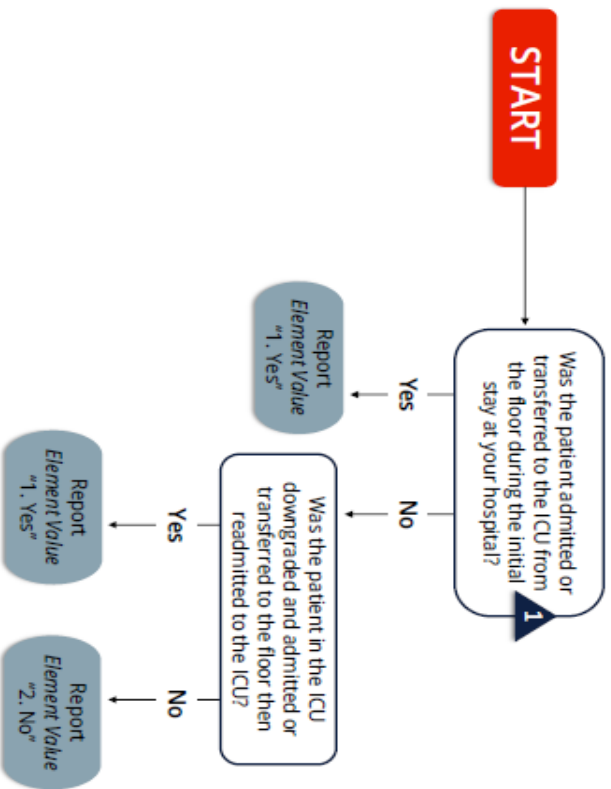 START
Was the patient admitted or
transferred to the ICU from
the floor during the initial
stay at your hospital?
1
Yes
No
Report
Element Value
"1. Yes"
Was the patient in the ICU
downgraded and admitted or
transferred to the floor then
readmitted to the ICU?
Yes
No
Report
Element Value
"1. Yes"
Report
Element Value
"2. No"